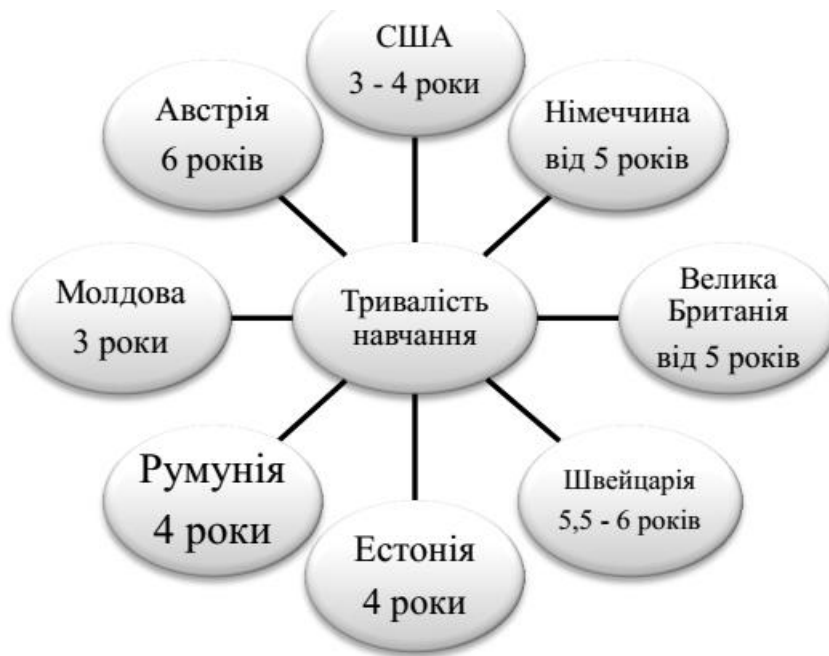 США
3 - 4 роки
Австрія
6 років
Німеччина
від 5 років
Молдова
3 роки
Тривалість
навчання
Велика
Британія
від 5 років
Румунія
4 роки
Швейцарія
5,5 - 6 років
Естонія
4 роки